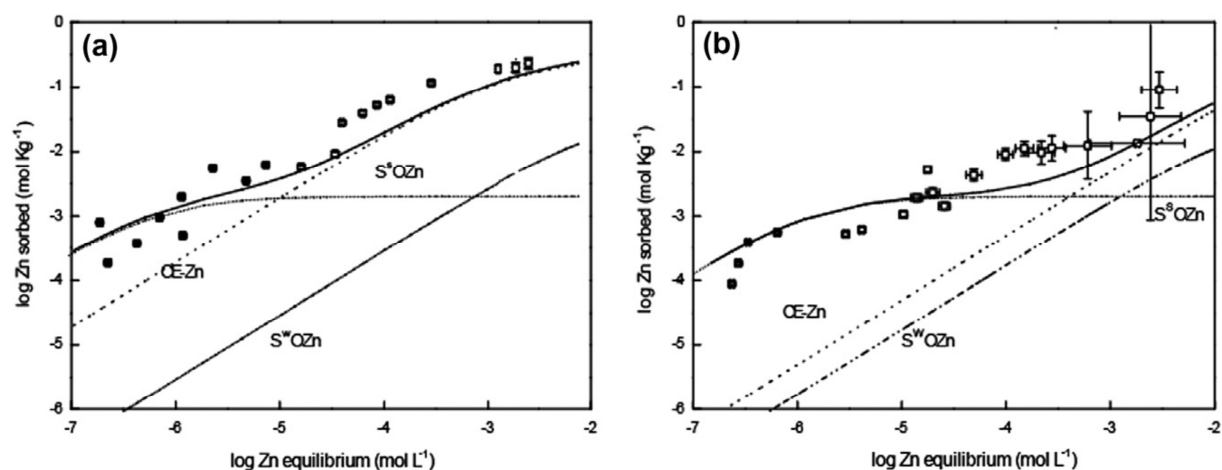 (a)
0
-1
-2
-3
-4
-5
-6
log Zn sorbed (mol Kg⁻¹)
SˢOZn
CE-Zn
SʷOZn
-7 -6 -5 -4 -3 -2
log Zn equilibrium (mol L⁻¹)
(b)
0
-1
-2
-3
-4
-5
-6
log Zn sorbed (mol Kg⁻¹)
SˢOZn
CE-Zn
SᵂOZn
-7 -6 -5 -4 -3 -2
log Zn equilibrium (mol L⁻¹)